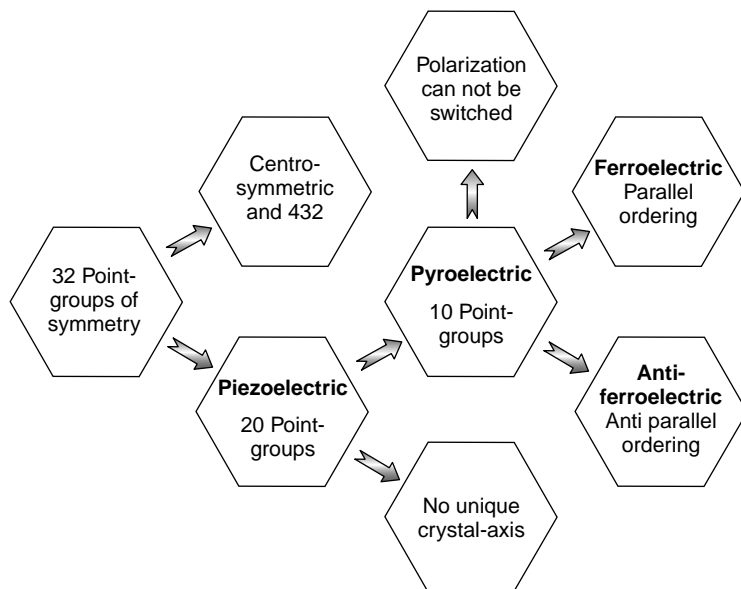 Polarization
can not be
switched
Centro-
symmetric
and 432
Ferroelectric
Parallel
ordering
32 Point-
groups of
symmetry
Pyroelectric
10 Point-
groups
Piezoelectric
20 Point-
groups
Anti-
ferroelectric
Anti parallel
ordering
No unique
crystal-axis